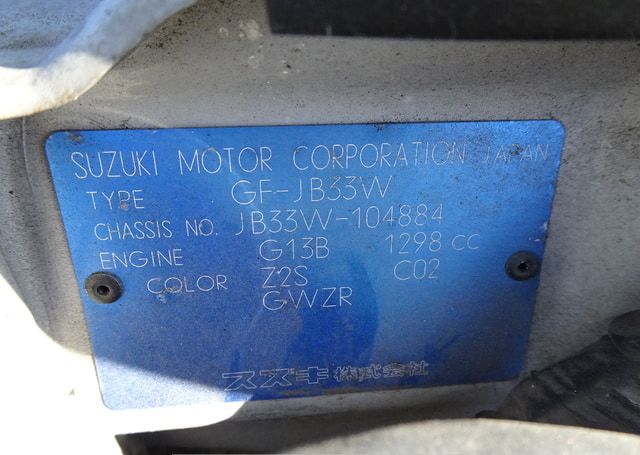 SUZUKI MOTOR CORPORATION JAPAN
TYPE GF-JB33W
CHASSIS NO. JB33W-104884
ENGINE G13B 1298 CC
COLOR Z2S C02
GWZR
スズキ株式会社